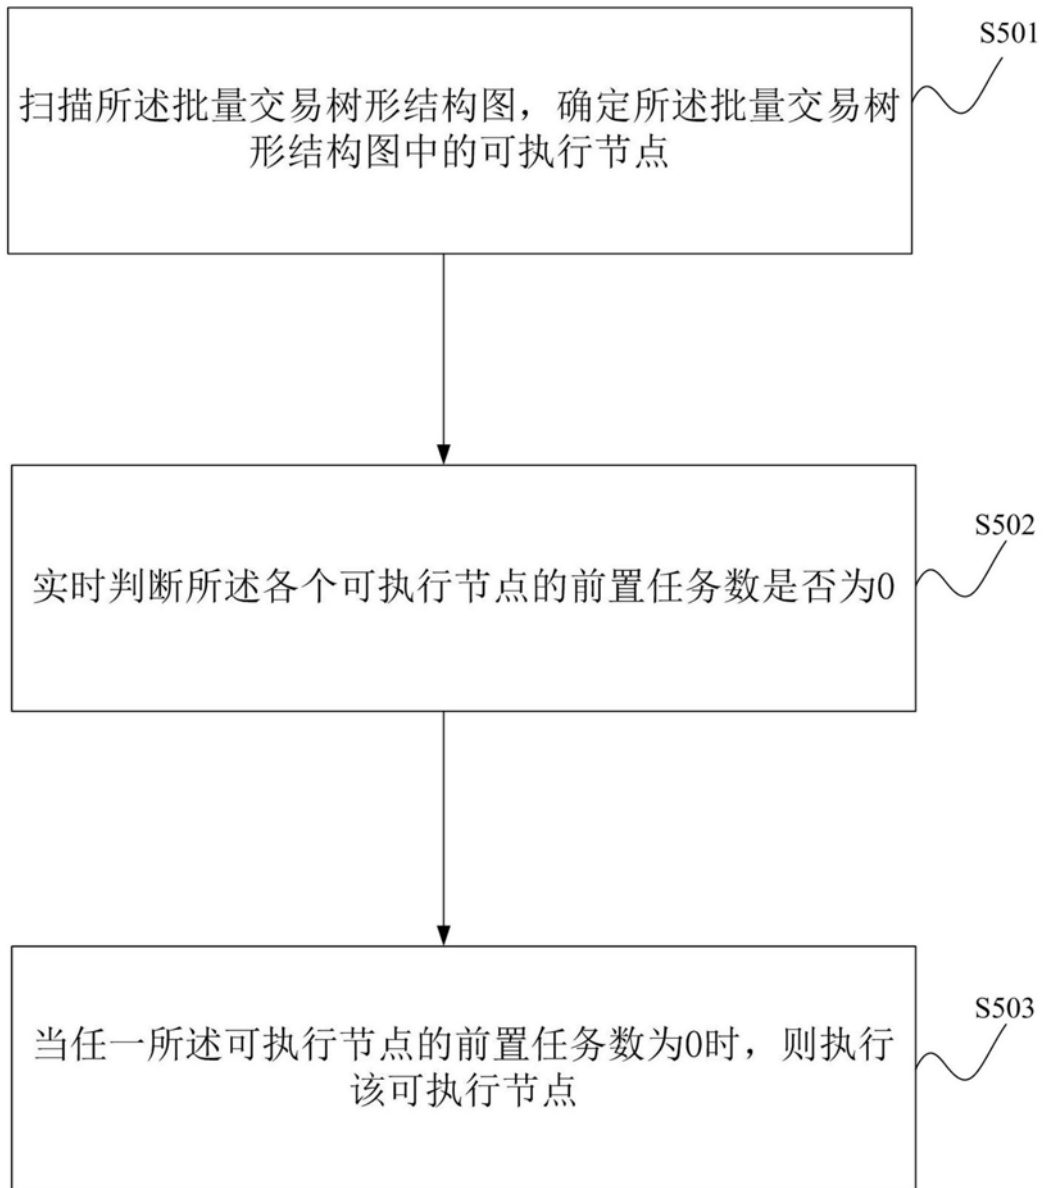 S501
扫描所述批量交易树形结构图，确定所述批量交易树
形结构图中的可执行节点
S502
实时判断所述各个可执行节点的前置任务数是否为0
S503
当任一所述可执行节点的前置任务数为0时，则执行
该可执行节点